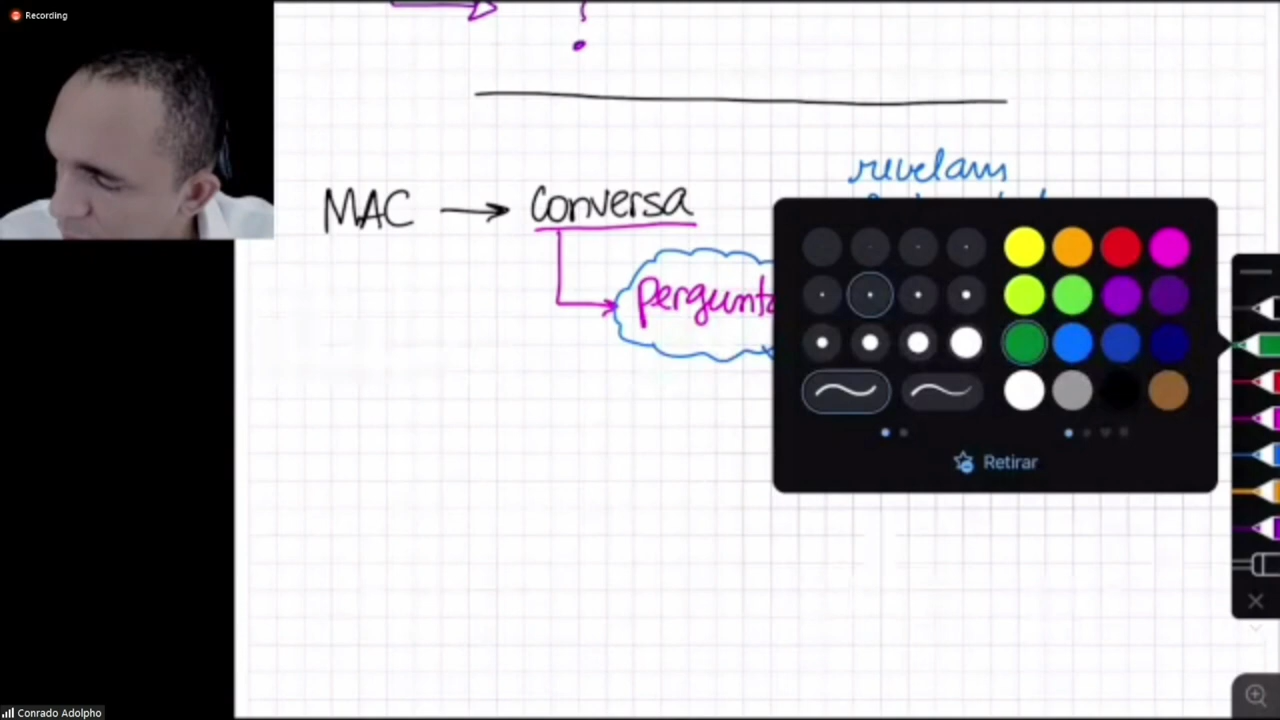 Recording
?
revelam
MAC → conversa
pergunta
Retirar
Conrado Adolpho